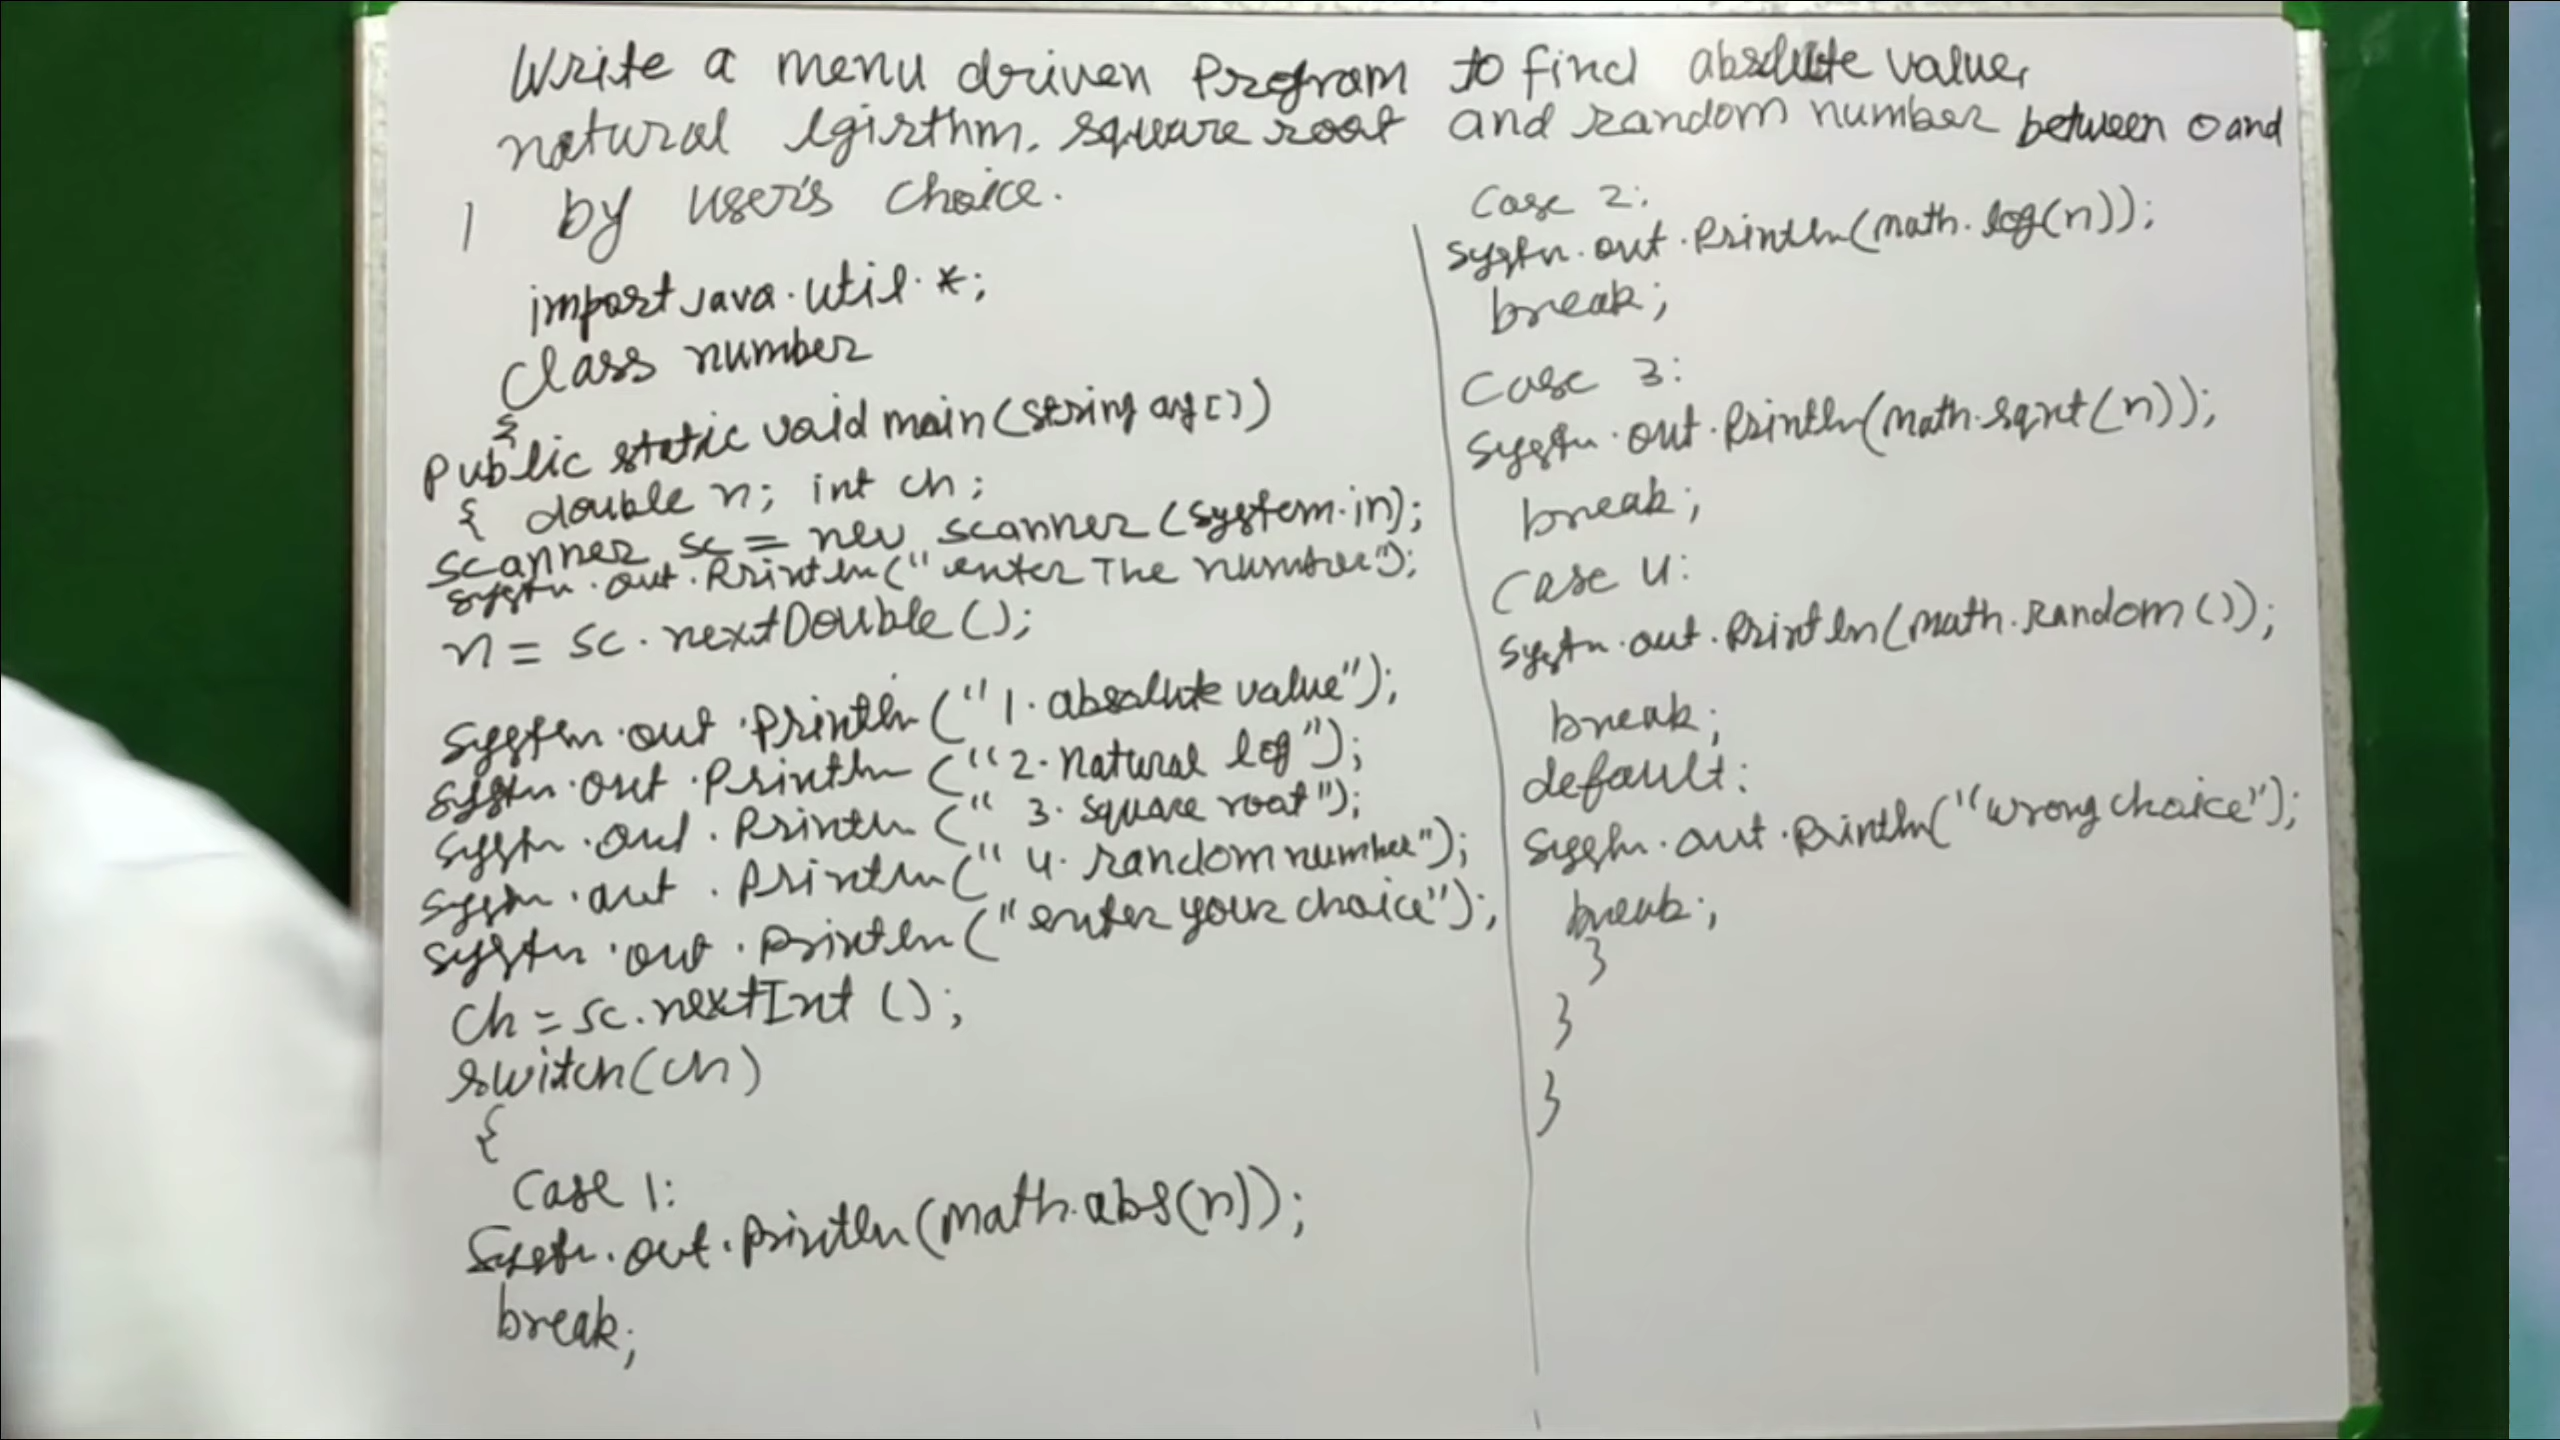 Write a menu driven Program to find absolute value,
natural lgirthm, square root and random number between 0 and
1 by user's choice.
import java.util.*;
class number
{
Public static void main(string arg[])
{ double n; int ch;
scanner sc = new scanner (system.in);
system.out.Println("enter The number");
n = sc.nextDouble();
System.out.Println("1. absolute value");
system.out.Println("2. Natural log");
system.out.Println("3. square root");
system.out.Println("4. random number");
system.out.println("enter your choice");
Ch = sc.nextInt();
switch(ch)
{
Case 1:
System.out.println(math.abs(n));
break;
Case 2:
system.out.Println(math.log(n));
break;
Case 3:
system.out.Println(math.sqrt(n));
break;
Case 4:
system.out.Println(math.random());
break;
default:
system.out.Println("wrong choice");
break;
}
}
}